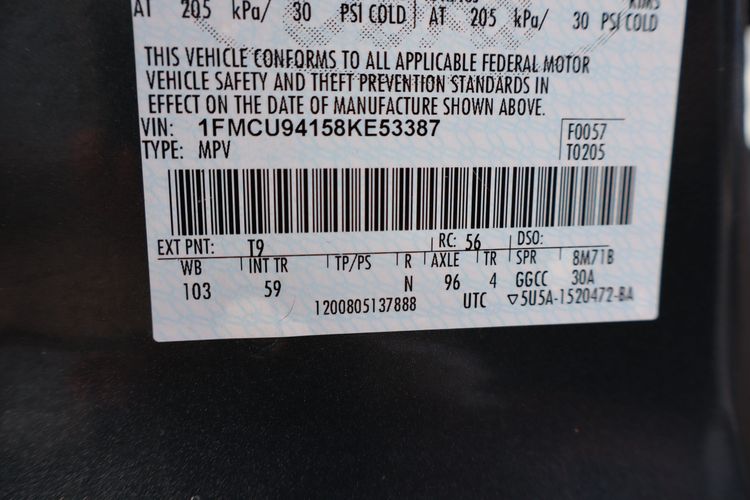 AT 205 kPa/ 30 PSI COLD AT 205 kPa/ 30 PSI COLD
THIS VEHICLE CONFORMS TO ALL APPLICABLE FEDERAL MOTOR
VEHICLE SAFETY AND THEFT PREVENTION STANDARDS IN
EFFECT ON THE DATE OF MANUFACTURE SHOWN ABOVE.
VIN: 1FMCU94158KE53387
F0057
TYPE: MPV
T0205
EXT PNT: T9 RC: 56 DSO:
WB INT TR TP/PS R AXLE TR SPR 8M71B
103 59 N 96 4 GGCC 30A
1200805137888 UTC ▽5U5A-1520472-BA